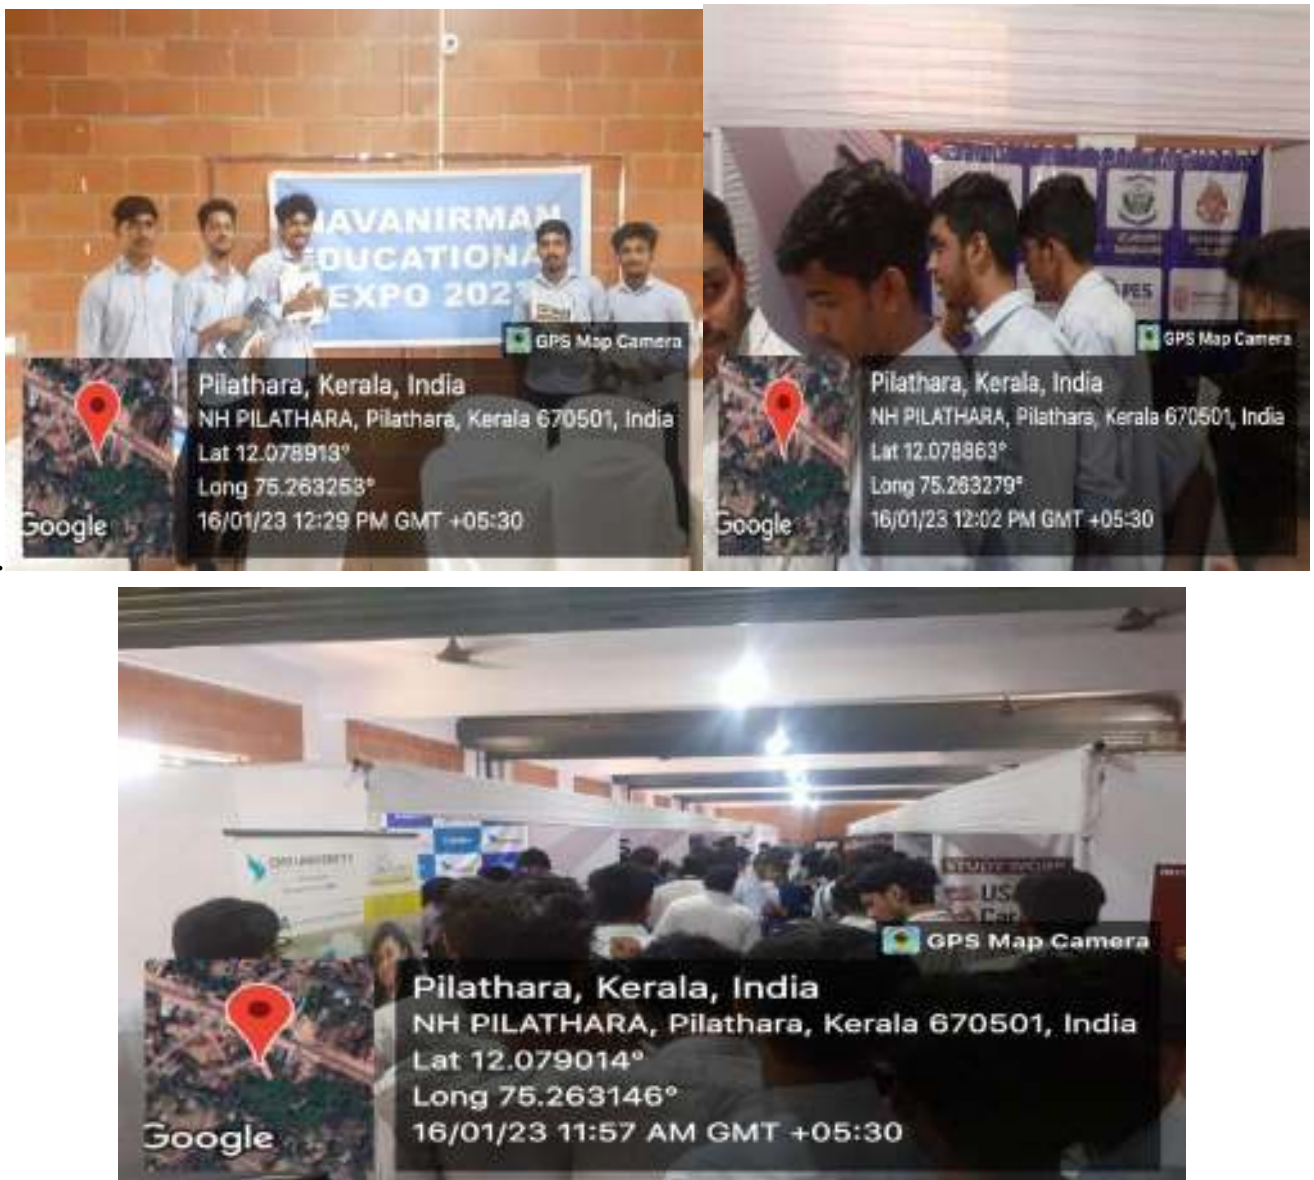 NAVANIRMAN
EDUCATIONAL
EXPO 202
GPS Map Camera
Pilathara, Kerala, India
NH PILATHARA, Pilathara, Kerala 670501, India
Lat 12.078913°
Long 75.263253°
16/01/23 12:29 PM GMT +05:30
Google
PES
GPS Map Camera
Pilathara, Kerala, India
NH PILATHARA, Pilathara, Kerala 670501, India
Lat 12.078863°
Long 75.263279°
16/01/23 12:02 PM GMT +05:30
Google
UNIVERSITY
USA
GPS Map Camera
Pilathara, Kerala, India
NH PILATHARA, Pilathara, Kerala 670501, India
Lat 12.079014°
Long 75.263146°
16/01/23 11:57 AM GMT +05:30
Google